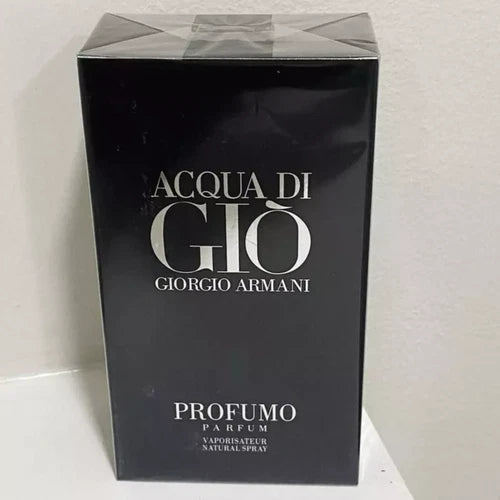 ACQUA DI
GIÒ
GIORGIO ARMANI
PROFUMO
PARFUM
VAPORISATEUR
NATURAL SPRAY